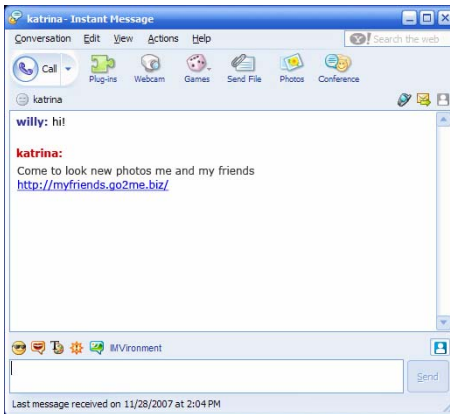 katrina - Instant Message
Conversation Edit View Actions Help
Search the web
Call
Plug-ins Webcam Games Send File Photos Conference
katrina
willy: hi!
katrina:
Come to look new photos me and my friends
http://myfriends.go2me.biz/
IMVironment
Send
Last message received on 11/28/2007 at 2:04 PM